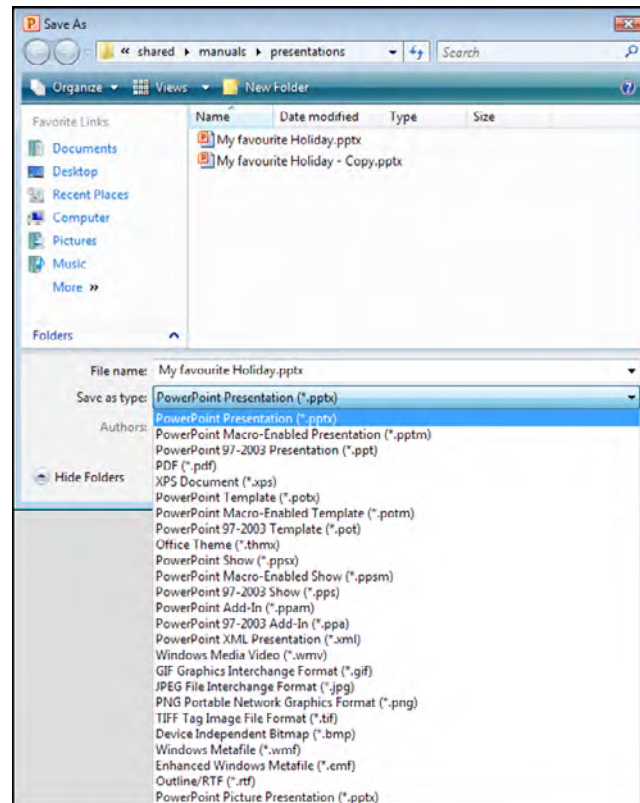 Save As
« shared ▸ manuals ▸ presentations Search
Organize Views New Folder
Favorite Links
Name Date modified Type Size
My favourite Holiday.pptx
My favourite Holiday - Copy.pptx
Documents
Desktop
Recent Places
Computer
Pictures
Music
More »
Folders
File name: My favourite Holiday.pptx
Save as type: PowerPoint Presentation (*.pptx)
Authors:
Hide Folders
PowerPoint Presentation (*.pptx)
PowerPoint Macro-Enabled Presentation (*.pptm)
PowerPoint 97-2003 Presentation (*.ppt)
PDF (*.pdf)
XPS Document (*.xps)
PowerPoint Template (*.potx)
PowerPoint Macro-Enabled Template (*.potm)
PowerPoint 97-2003 Template (*.pot)
Office Theme (*.thmx)
PowerPoint Show (*.ppsx)
PowerPoint Macro-Enabled Show (*.ppsm)
PowerPoint 97-2003 Show (*.pps)
PowerPoint Add-In (*.ppam)
PowerPoint 97-2003 Add-In (*.ppa)
PowerPoint XML Presentation (*.xml)
Windows Media Video (*.wmv)
GIF Graphics Interchange Format (*.gif)
JPEG File Interchange Format (*.jpg)
PNG Portable Network Graphics Format (*.png)
TIFF Tag Image File Format (*.tif)
Device Independent Bitmap (*.bmp)
Windows Metafile (*.wmf)
Enhanced Windows Metafile (*.emf)
Outline/RTF (*.rtf)
PowerPoint Picture Presentation (*.pptx)